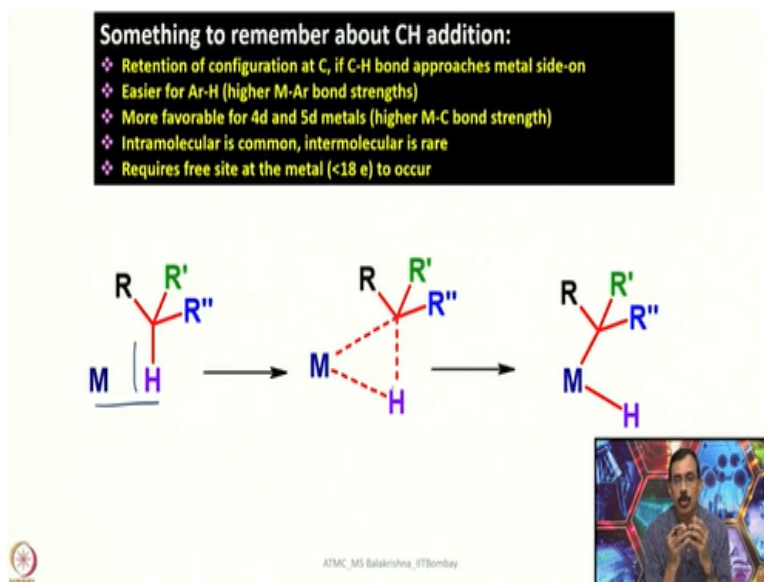 Something to remember about CH addition:
Retention of configuration at C, if C-H bond approaches metal side-on
Easier for Ar-H (higher M-Ar bond strengths)
More favorable for 4d and 5d metals (higher M-C bond strength)
Intramolecular is common, intermolecular is rare
Requires free site at the metal (<18 e) to occur
R R' R'' M H
R R' R'' M H
R R' R'' M H
ATMC_MS Balakrishna_IITBombay